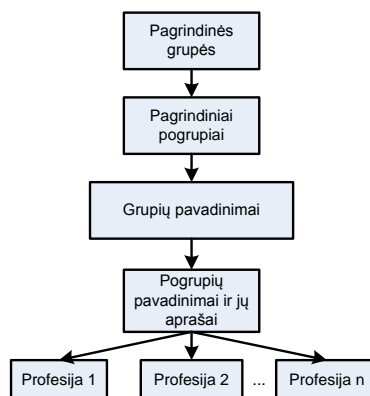 Pagrindinės
grupės
Pagrindiniai
pogrupiai
Grupių pavadinimai
Pogrupių
pavadinimai ir jų
aprašai
Profesija 1
Profesija 2
...
Profesija n